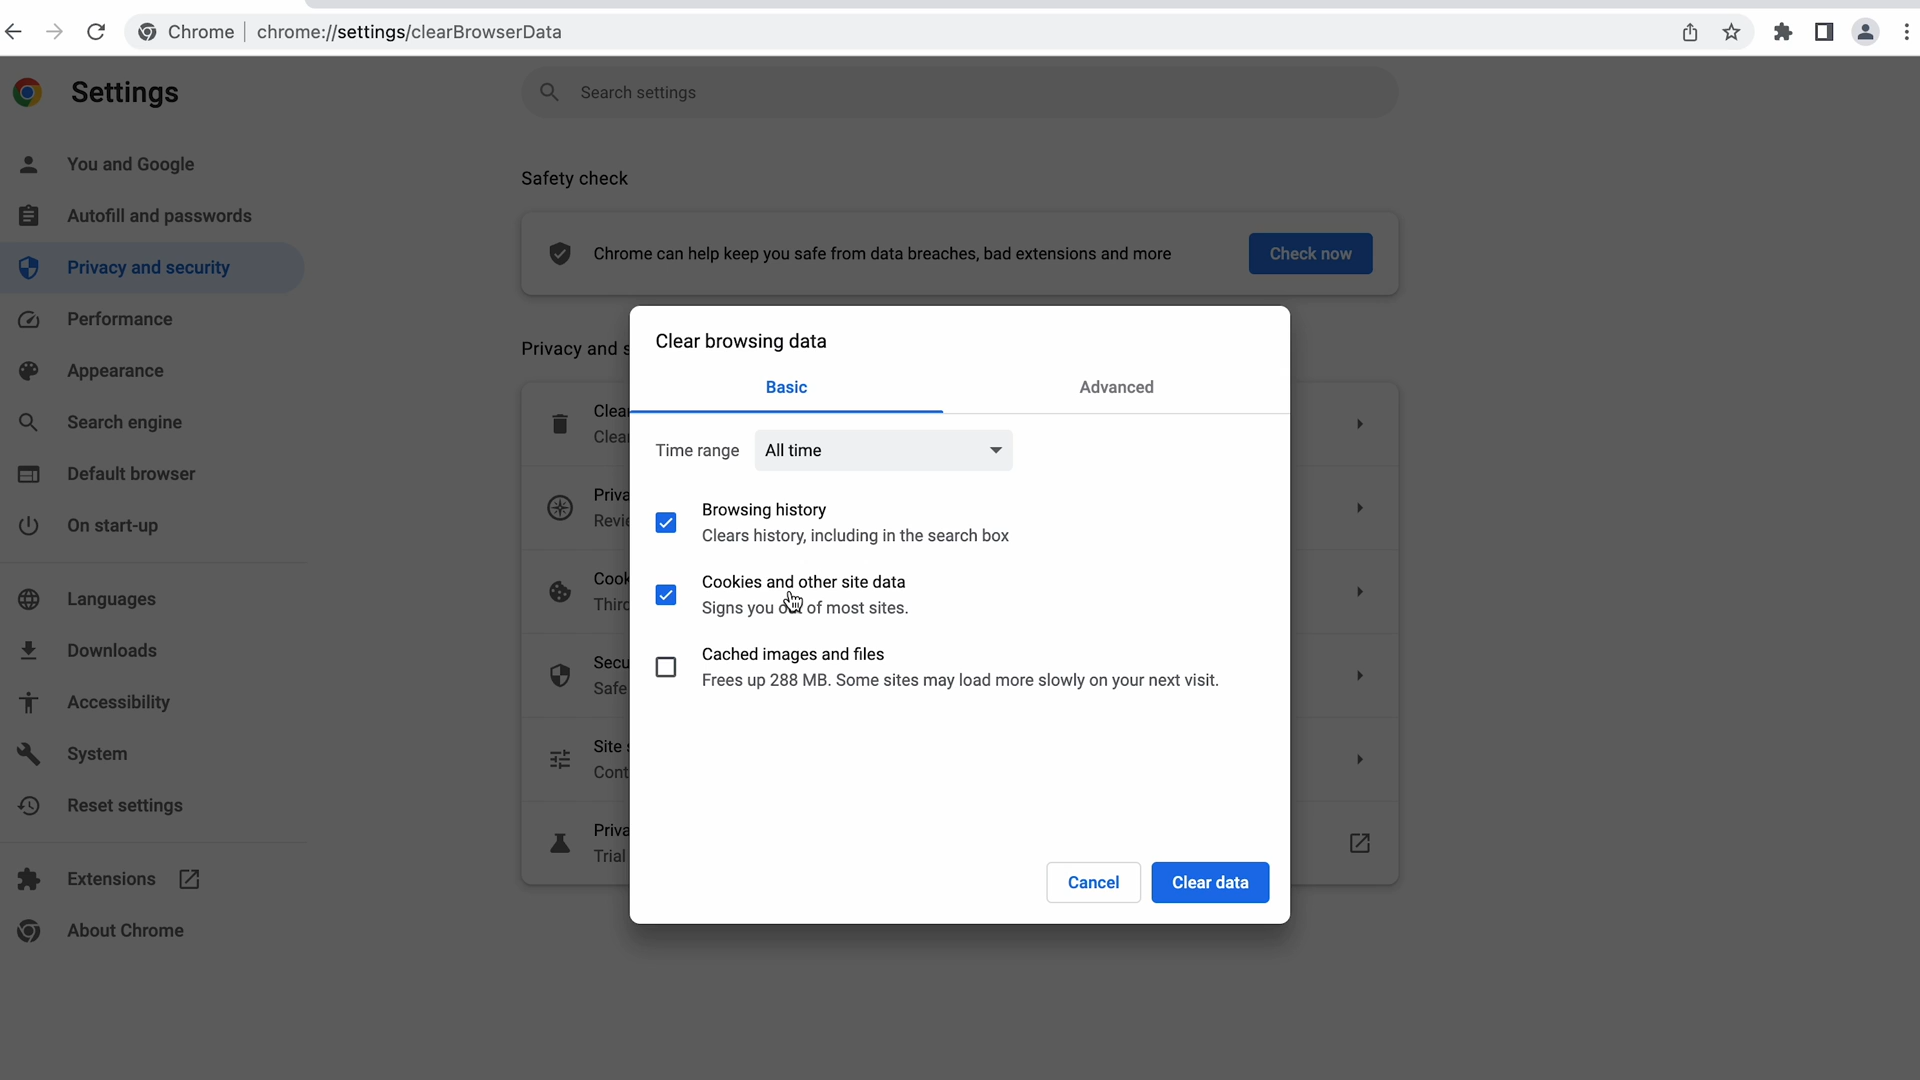 Chrome chrome://settings/clearBrowserData
Settings
Search settings
You and Google
Autofill and passwords
Privacy and security
Performance
Appearance
Search engine
Default browser
On start-up
Languages
Downloads
Accessibility
System
Reset settings
Extensions
About Chrome
Safety check
Chrome can help keep you safe from data breaches, bad extensions and more
Check now
Privacy and s
Clea
Clear
Priva
Revie
Cook
Third
Secu
Safe
Site s
Cont
Priva
Trial
Clear browsing data
Basic
Advanced
Time range
All time
Browsing history
Clears history, including in the search box
Cookies and other site data
Signs you out of most sites.
Cached images and files
Frees up 288 MB. Some sites may load more slowly on your next visit.
Cancel
Clear data